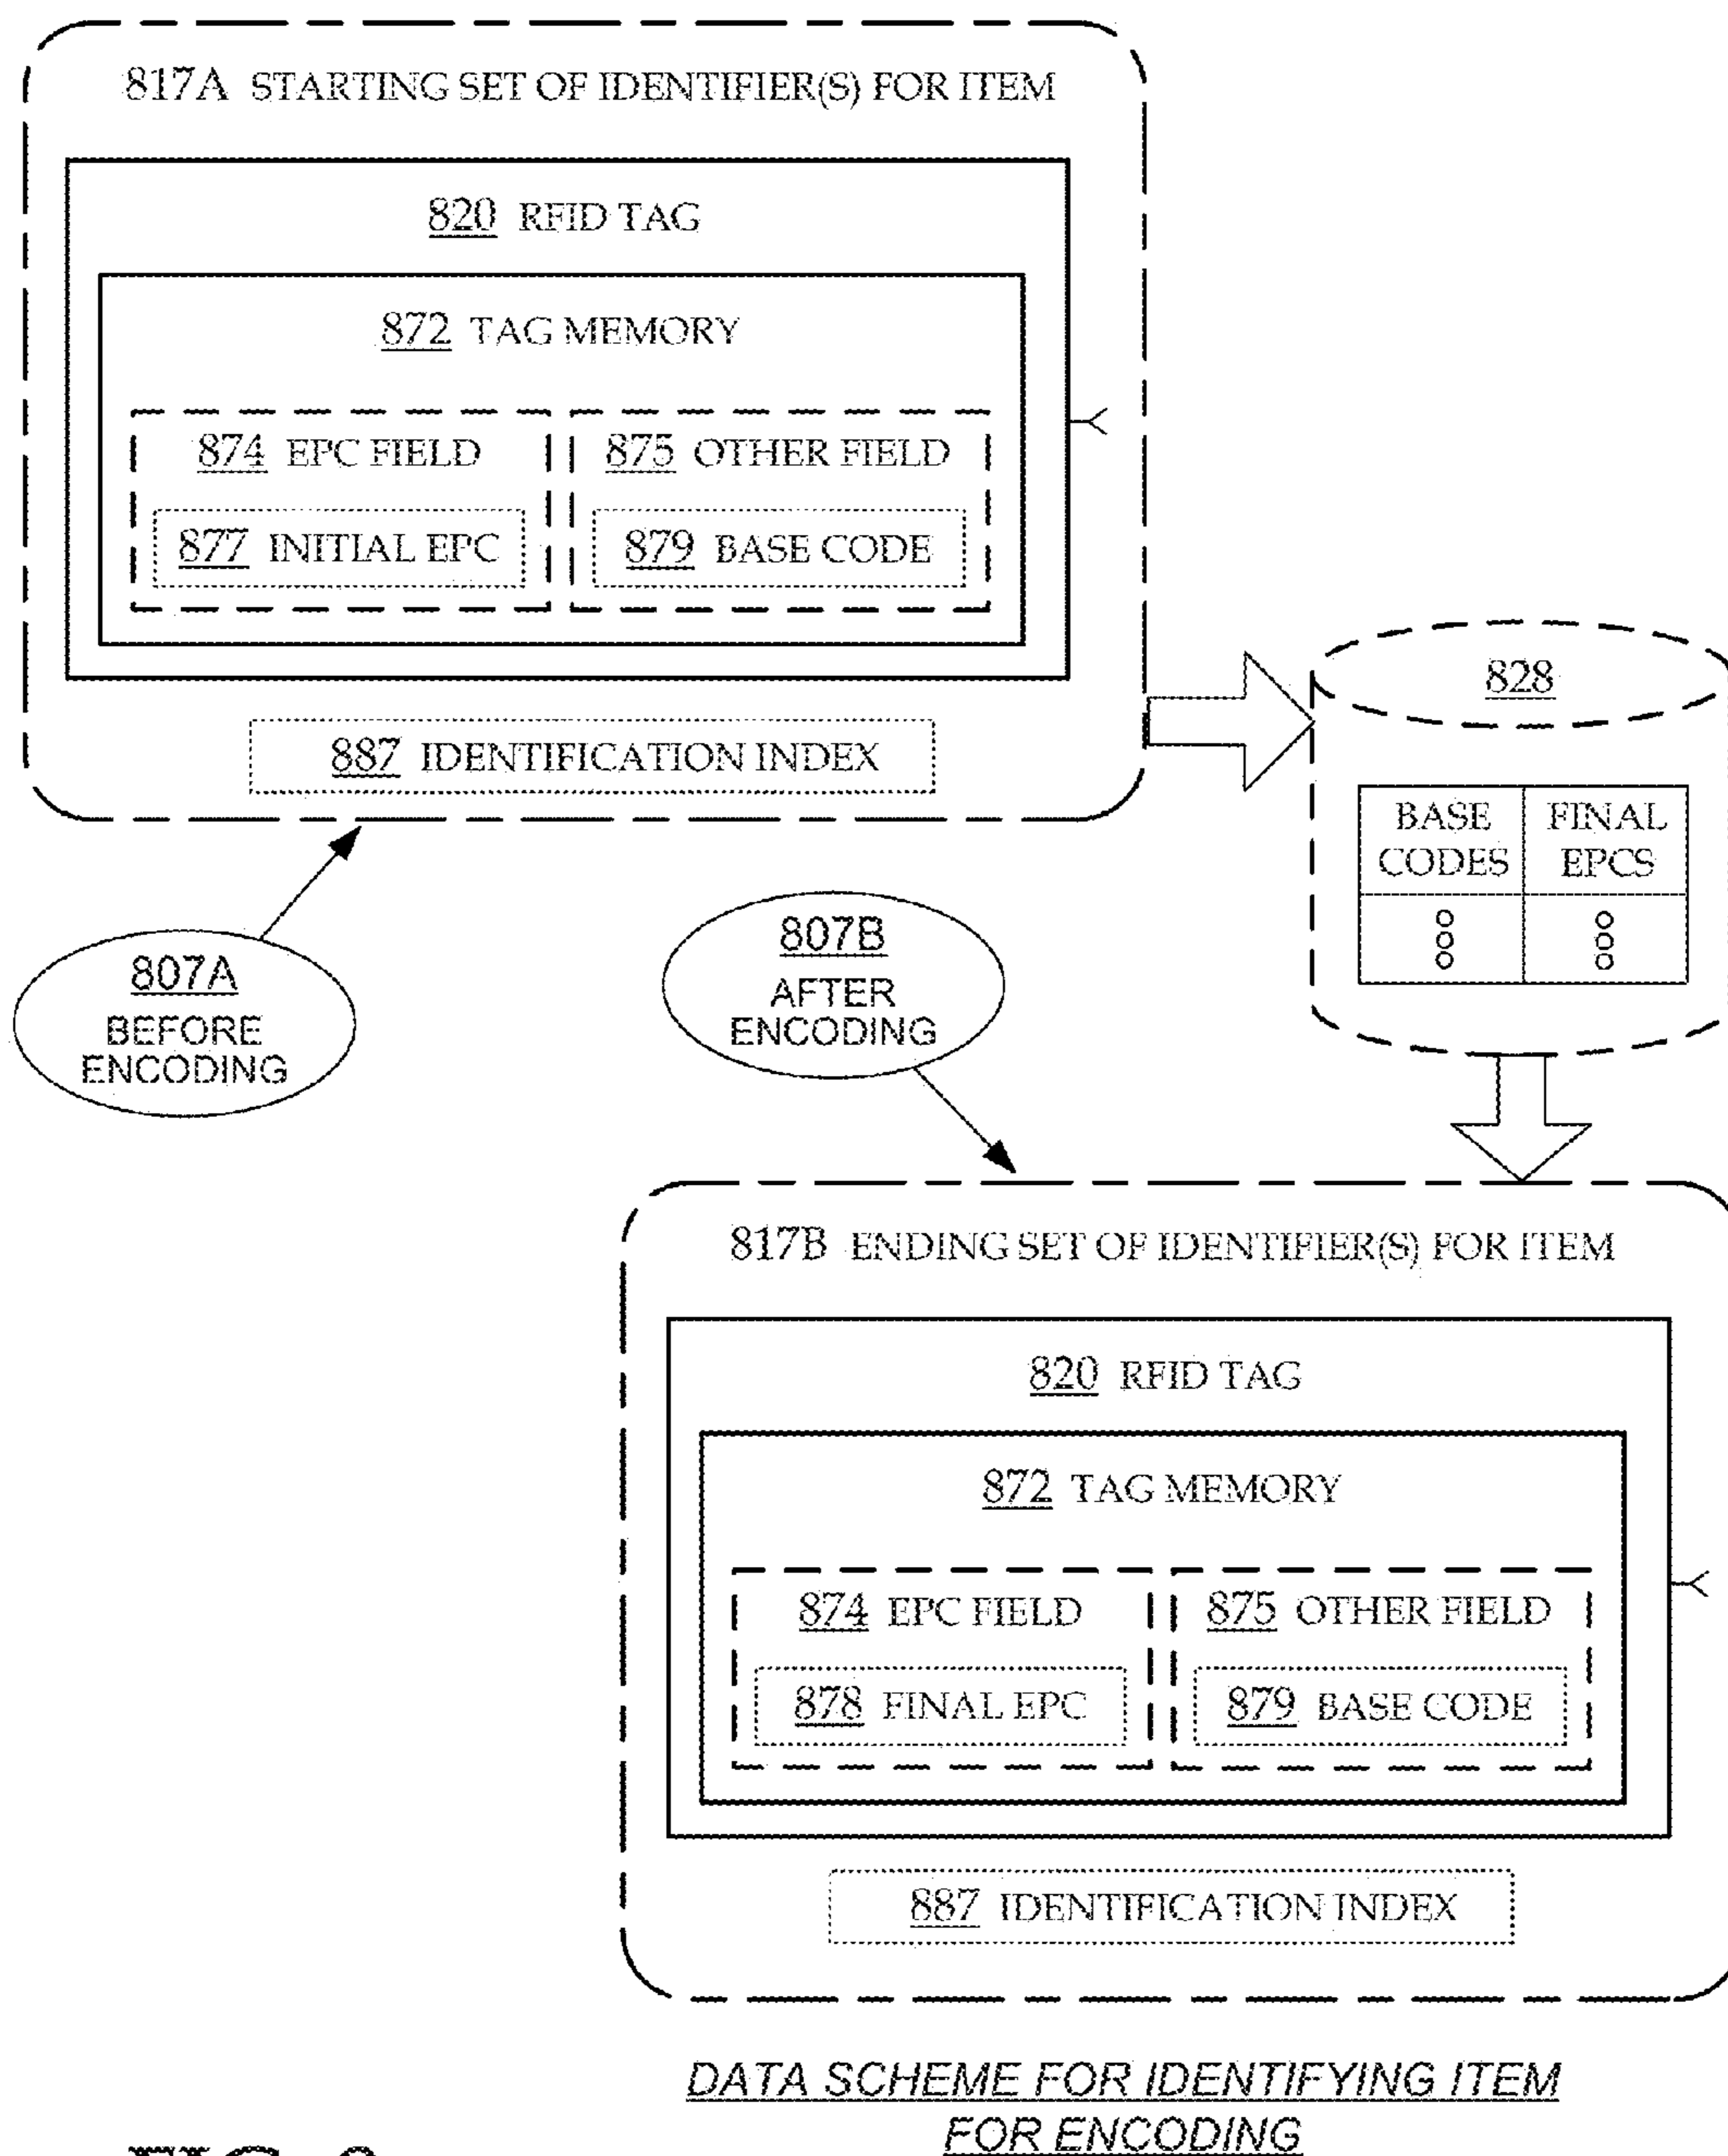 817A STARTING SET OF IDENTIFIER(S) FOR ITEM
820 RFID TAG
872 TAG MEMORY
874 EPC FIELD
875 OTHER FIELD
877 INITIAL EPC
879 BASE CODE
887 IDENTIFICATION INDEX
828
BASE CODES
FINAL EPCS
807A
BEFORE
ENCODING
807B
AFTER
ENCODING
817B ENDING SET OF IDENTIFIER(S) FOR ITEM
820 RFID TAG
872 TAG MEMORY
874 EPC FIELD
875 OTHER FIELD
878 FINAL EPC
879 BASE CODE
887 IDENTIFICATION INDEX
DATA SCHEME FOR IDENTIFYING ITEM
FOR ENCODING